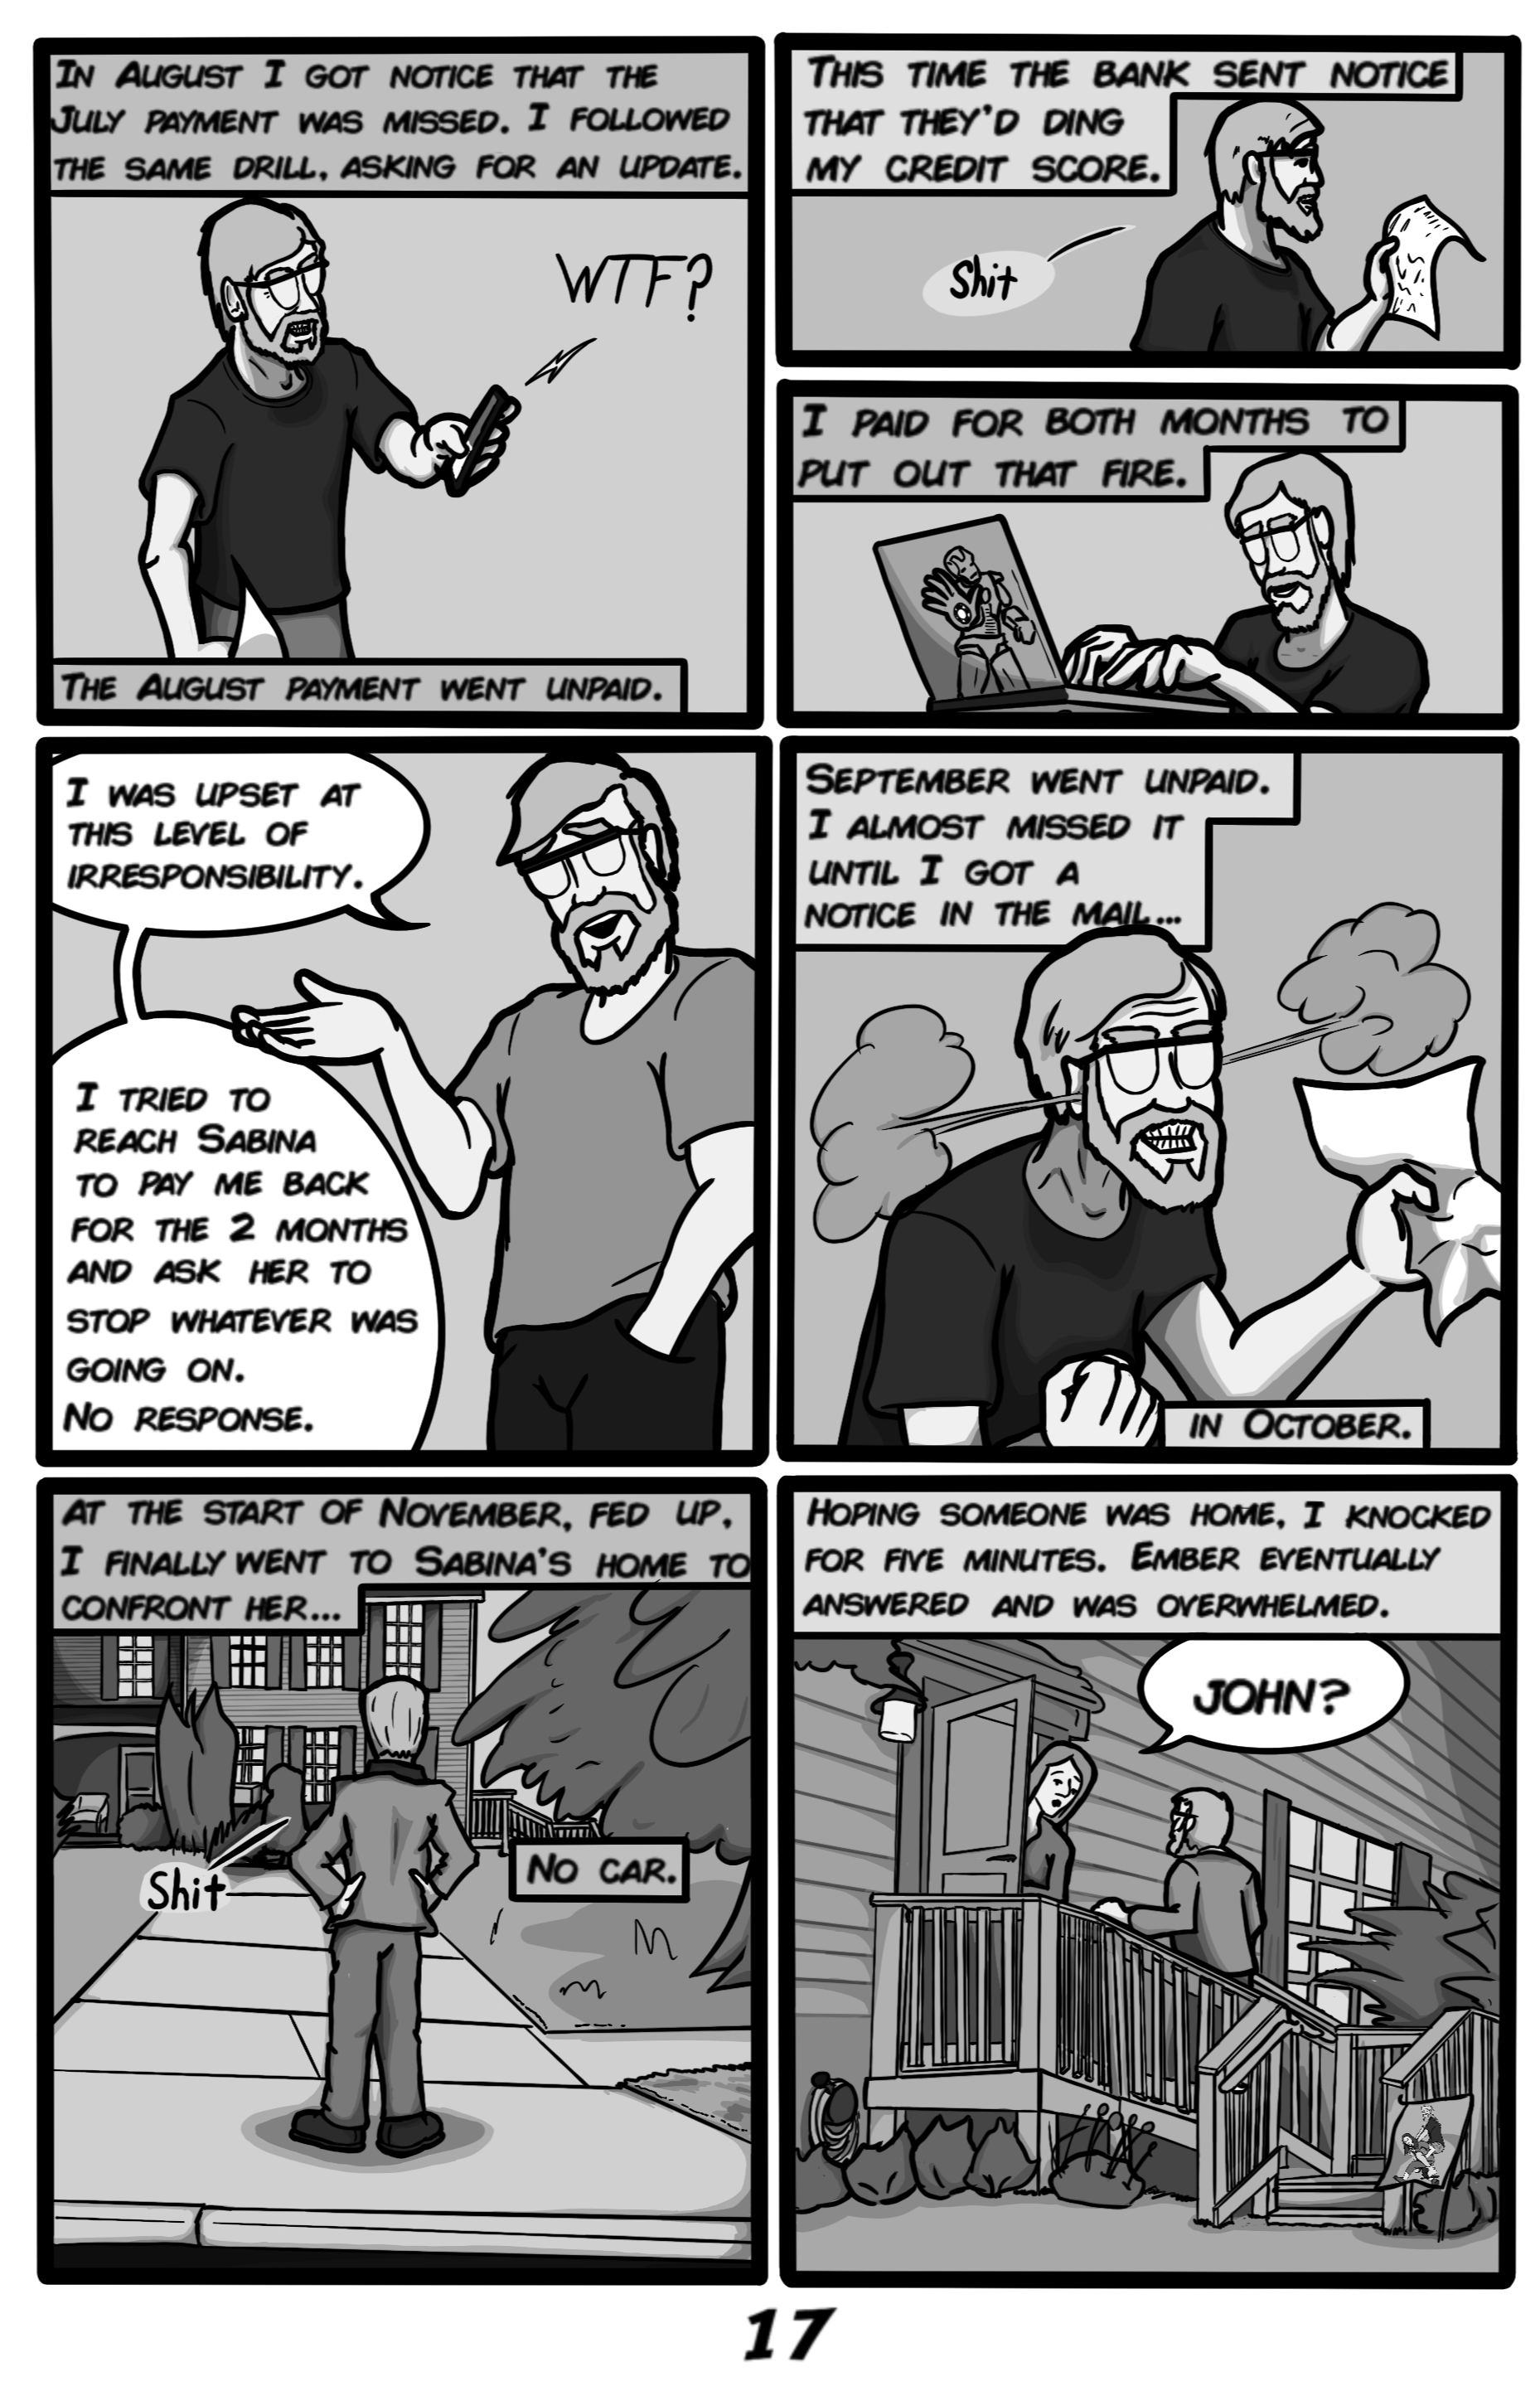 In August I got notice that the
July payment was missed. I followed
the same drill, asking for an update.
WTF?
The August payment went unpaid.
This time the bank sent notice
that they'd ding
my credit score.
Shit
I paid for both months to
put out that fire.
I was upset at
this level of
irresponsibility.
I tried to
reach Sabina
to pay me back
for the 2 months
and ask her to
stop whatever was
going on.
No response.
September went unpaid.
I almost missed it
until I got a
notice in the mail...
in October.
At the start of November, fed up,
I finally went to Sabina's home to
confront her...
Shit
No car.
Hoping someone was home, I knocked
for five minutes. Ember eventually
answered and was overwhelmed.
John?
17